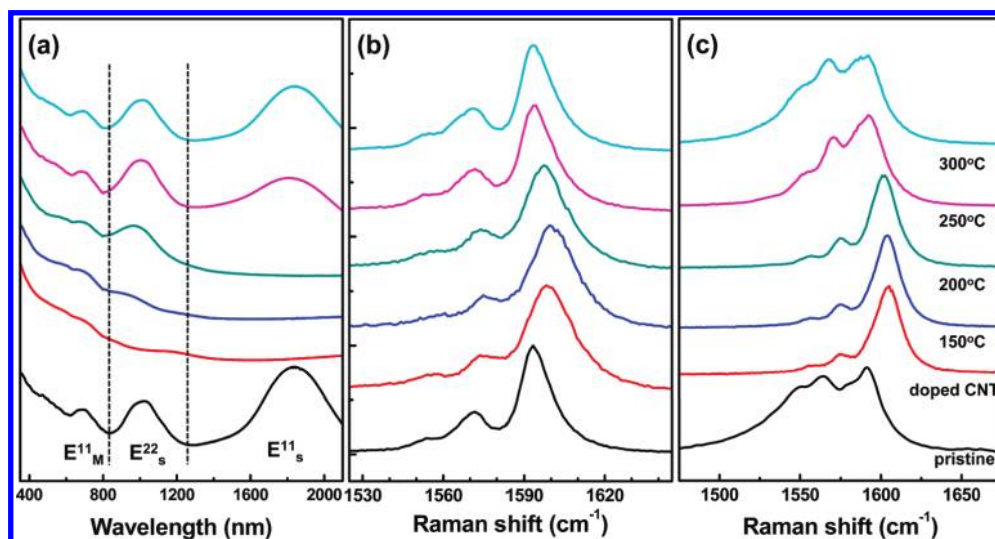 (a)
(b)
(c)
300°C
250°C
200°C
150°C
doped CNT
pristine
E¹¹M
E²²s
E¹¹s
400 800 1200 1600 2000
1530 1560 1590 1620
1500 1550 1600 1650
Wavelength (nm)
Raman shift (cm⁻¹)
Raman shift (cm⁻¹)